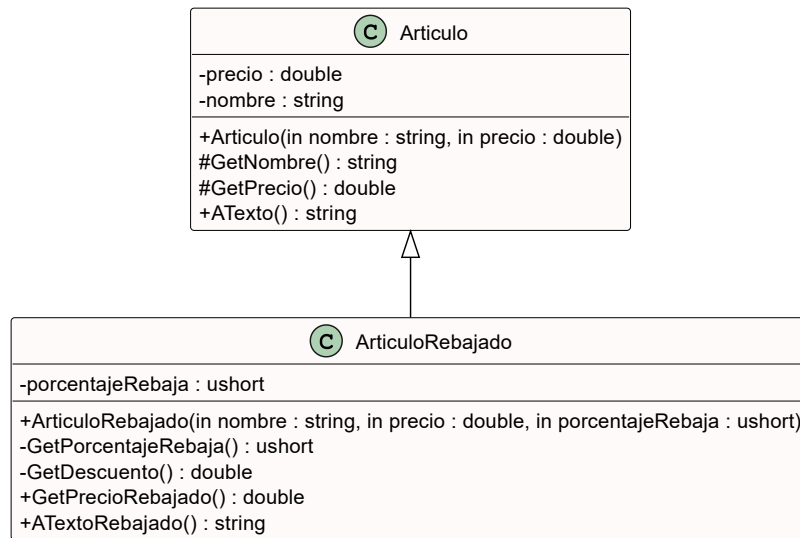 C Articulo
-precio : double
-nombre : string
+Articulo(in nombre : string, in precio : double)
#GetNombre() : string
#GetPrecio() : double
+ATexto() : string
C ArticuloRebajado
-porcentajeRebaja : ushort
+ArticuloRebajado(in nombre : string, in precio : double, in porcentajeRebaja : ushort)
-GetPorcentajeRebaja() : ushort
-GetDescuento() : double
+GetPrecioRebajado() : double
+ATextoRebajado() : string